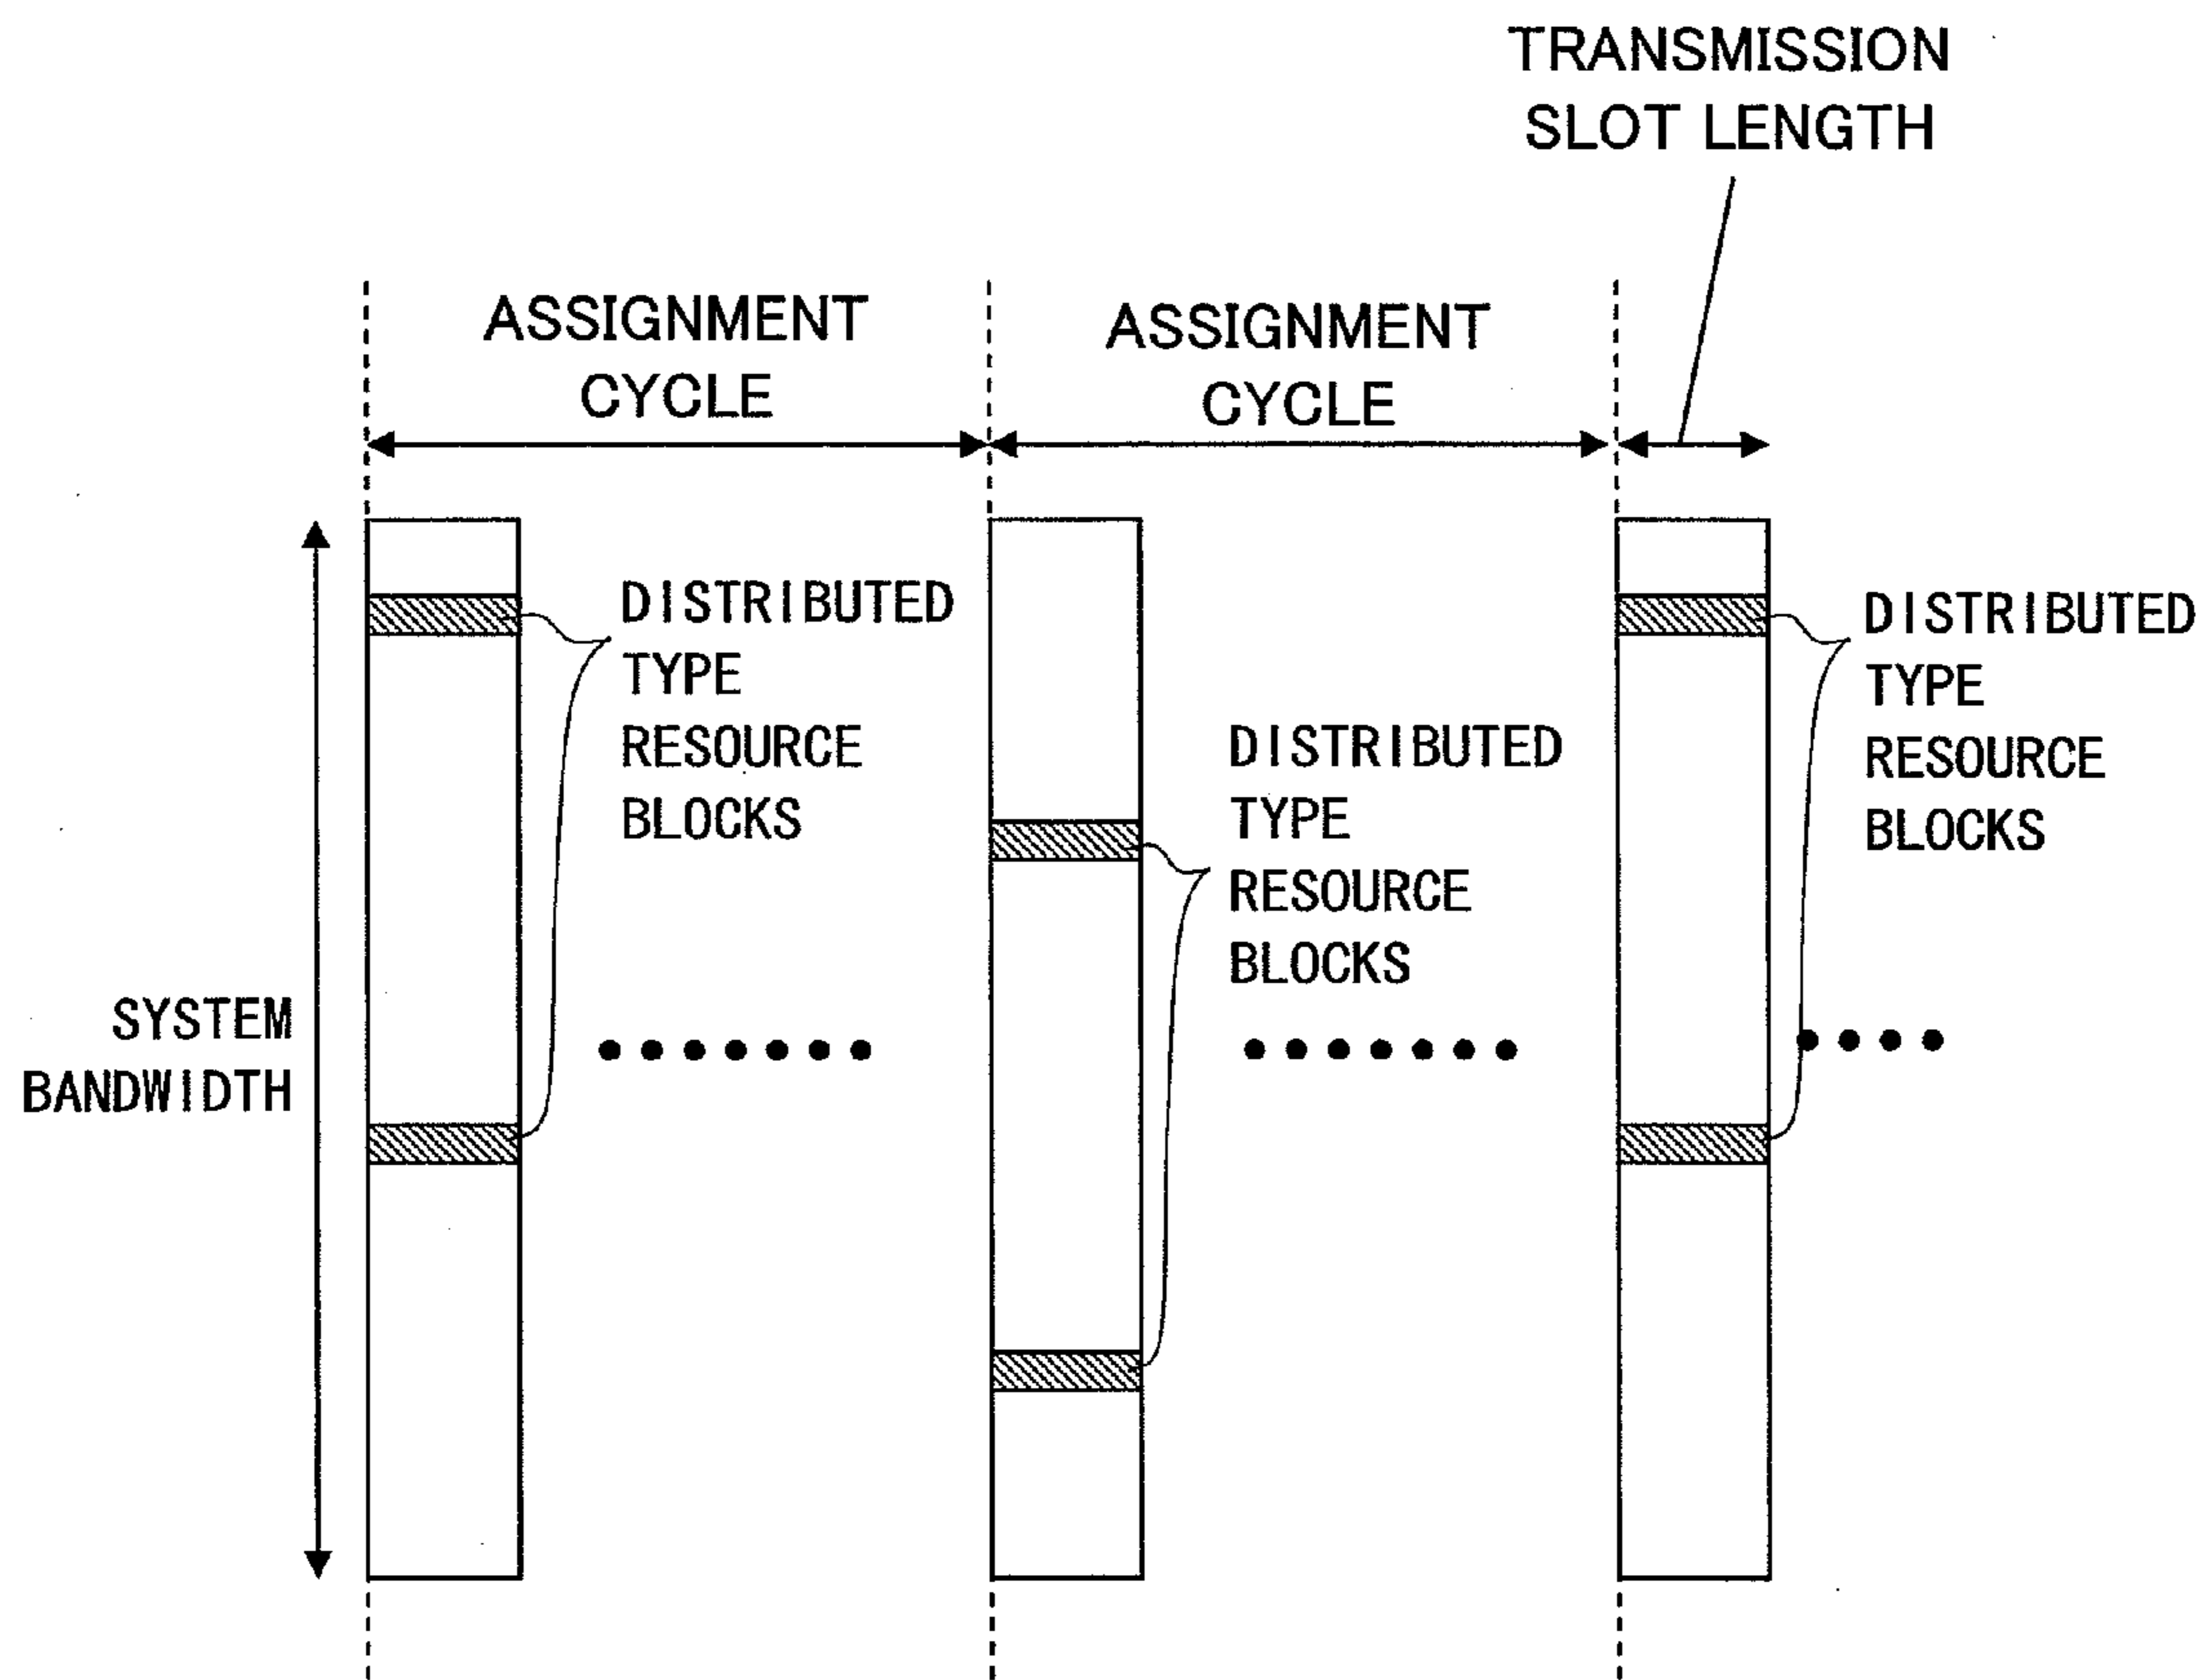 TRANSMISSION
SLOT LENGTH
ASSIGNMENT
CYCLE
ASSIGNMENT
CYCLE
DISTRIBUTED
TYPE
RESOURCE
BLOCKS
DISTRIBUTED
TYPE
RESOURCE
BLOCKS
DISTRIBUTED
TYPE
RESOURCE
BLOCKS
SYSTEM
BANDWIDTH